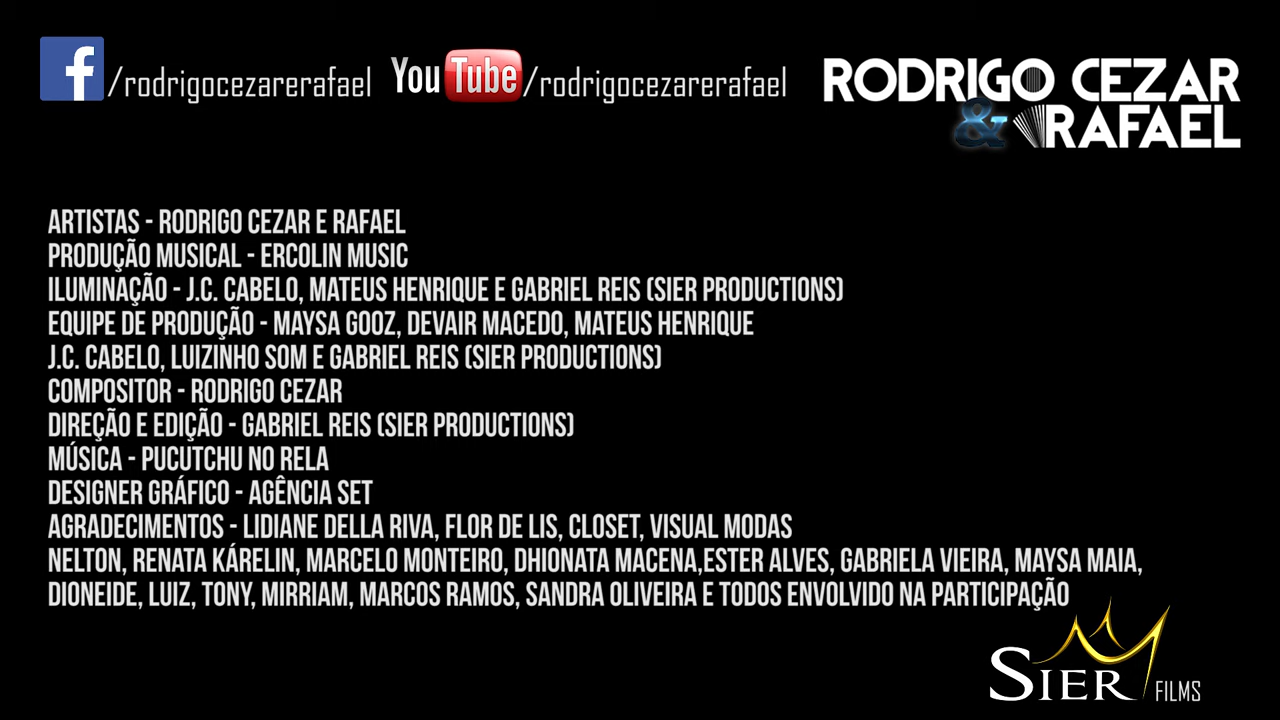 f/rodrigocezarerafael YouTube/rodrigocezarerafael RODRIGO CEZAR
& RAFAEL
ARTISTAS - RODRIGO CEZAR E RAFAEL
PRODUÇÃO MUSICAL - ERCOLIN MUSIC
ILUMINAÇÃO - J.C. CABELO, MATEUS HENRIQUE E GABRIEL REIS (SIER PRODUCTIONS)
EQUIPE DE PRODUÇÃO - MAYSA GOOZ, DEVAIR MACEDO, MATEUS HENRIQUE
J.C. CABELO, LUIZINHO SOM E GABRIEL REIS (SIER PRODUCTIONS)
COMPOSITOR - RODRIGO CEZAR
DIREÇÃO E EDIÇÃO - GABRIEL REIS (SIER PRODUCTIONS)
MÚSICA - PUCUTCHU NO RELA
DESIGNER GRÁFICO - AGÊNCIA SET
AGRADECIMENTOS - LIDIANE DELLA RIVA, FLOR DE LIS, CLOSET, VISUAL MODAS
NELTON, RENATA KÁRELIN, MARCELO MONTEIRO, DHIONATA MACENA,ESTER ALVES, GABRIELA VIEIRA, MAYSA MAIA,
DIONEIDE, LUIZ, TONY, MIRRIAM, MARCOS RAMOS, SANDRA OLIVEIRA E TODOS ENVOLVIDO NA PARTICIPAÇÃO
SIER FILMS